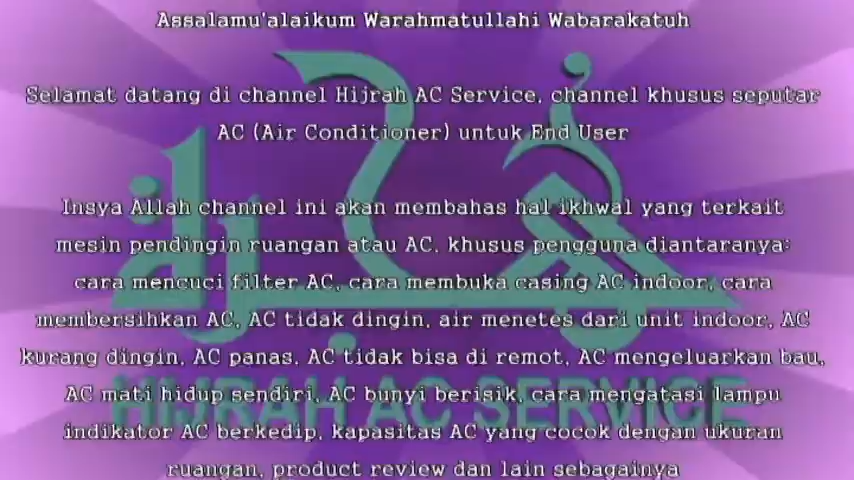 Assalamu'alaikum Warahmatullahi Wabarakatuh
Selamat datang di channel Hijrah AC Service, channel khusus seputar
AC (Air Conditioner) untuk End User
Insya Allah channel ini akan membahas hal ikhwal yang terkait
mesin pendingin ruangan atau AC, khusus pengguna diantaranya:
cara mencuci filter AC, cara membuka casing AC indoor, cara
membersihkan AC, AC tidak dingin, air menetes dari unit indoor, AC
kurang dingin, AC panas, AC tidak bisa di remot, AC mengeluarkan bau,
AC mati hidup sendiri, AC bunyi berisik, cara mengatasi lampu
indikator AC berkedip, kapasitas AC yang cocok dengan ukuran
ruangan, product review dan lain sebagainya
HIJRAH AC SERVICE